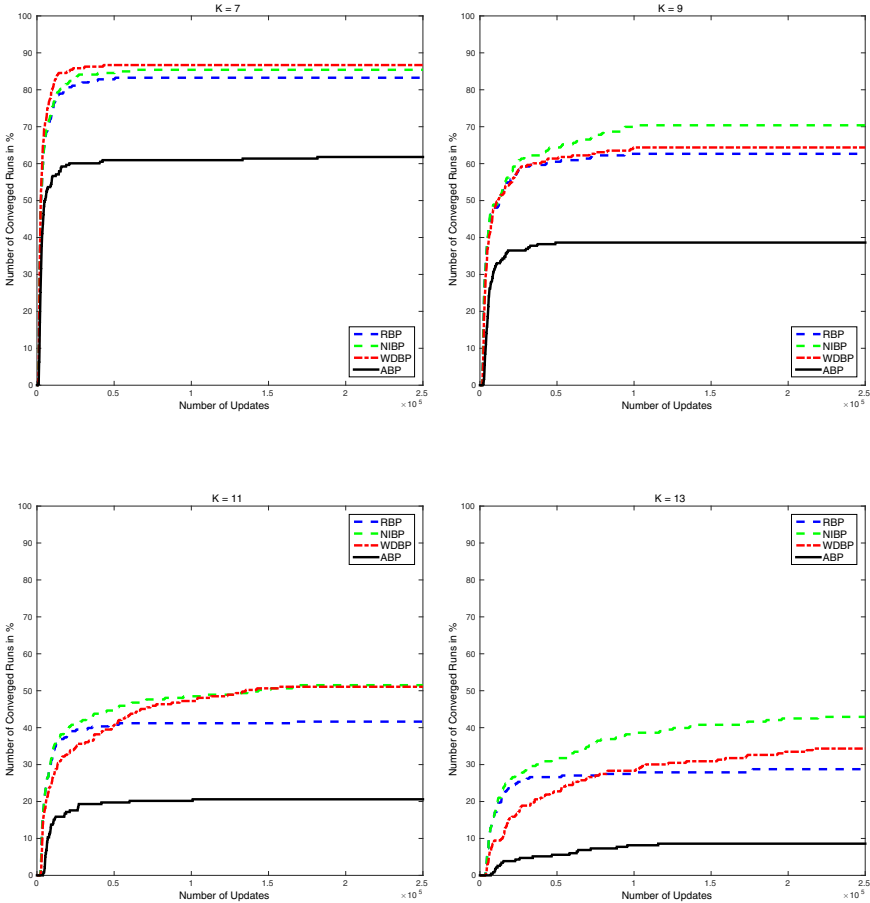 K = 7
Number of Converged Runs in %
100
90
80
70
60
50
40
30
20
10
0
RBP
NIBP
WDBP
ABP
0
0.5
1
1.5
2
2.5
Number of Updates
×10^5
K = 9
Number of Converged Runs in %
100
90
80
70
60
50
40
30
20
10
0
RBP
NIBP
WDBP
ABP
0
0.5
1
1.5
2
2.5
Number of Updates
×10^5
K = 11
Number of Converged Runs in %
100
90
80
70
60
50
40
30
20
10
0
RBP
NIBP
WDBP
ABP
0
0.5
1
1.5
2
2.5
Number of Updates
×10^5
K = 13
Number of Converged Runs in %
100
90
80
70
60
50
40
30
20
10
0
RBP
NIBP
WDBP
ABP
0
0.5
1
1.5
2
2.5
Number of Updates
×10^5